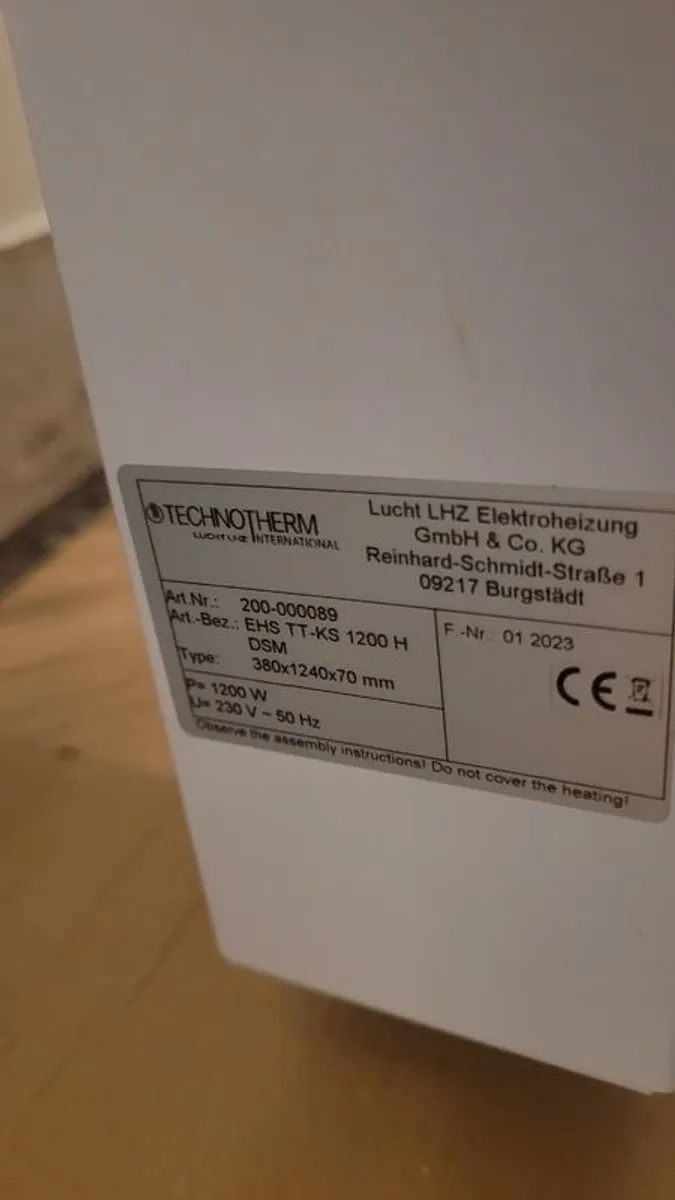 TECHNOTHERM
INTERNATIONAL
Lucht LHZ Elektroheizung
GmbH & Co. KG
Reinhard-Schmidt-Straße 1
09217 Burgstädt
Art.Nr.: 200-000089
Art.-Bez.: EHS TT-KS 1200 H
DSM
Type: 380x1240x70 mm
F.-Nr. 01 2023
CE
P= 1200 W
U= 230 V ~ 50 Hz
Observe the assembly instructions! Do not cover the heating!